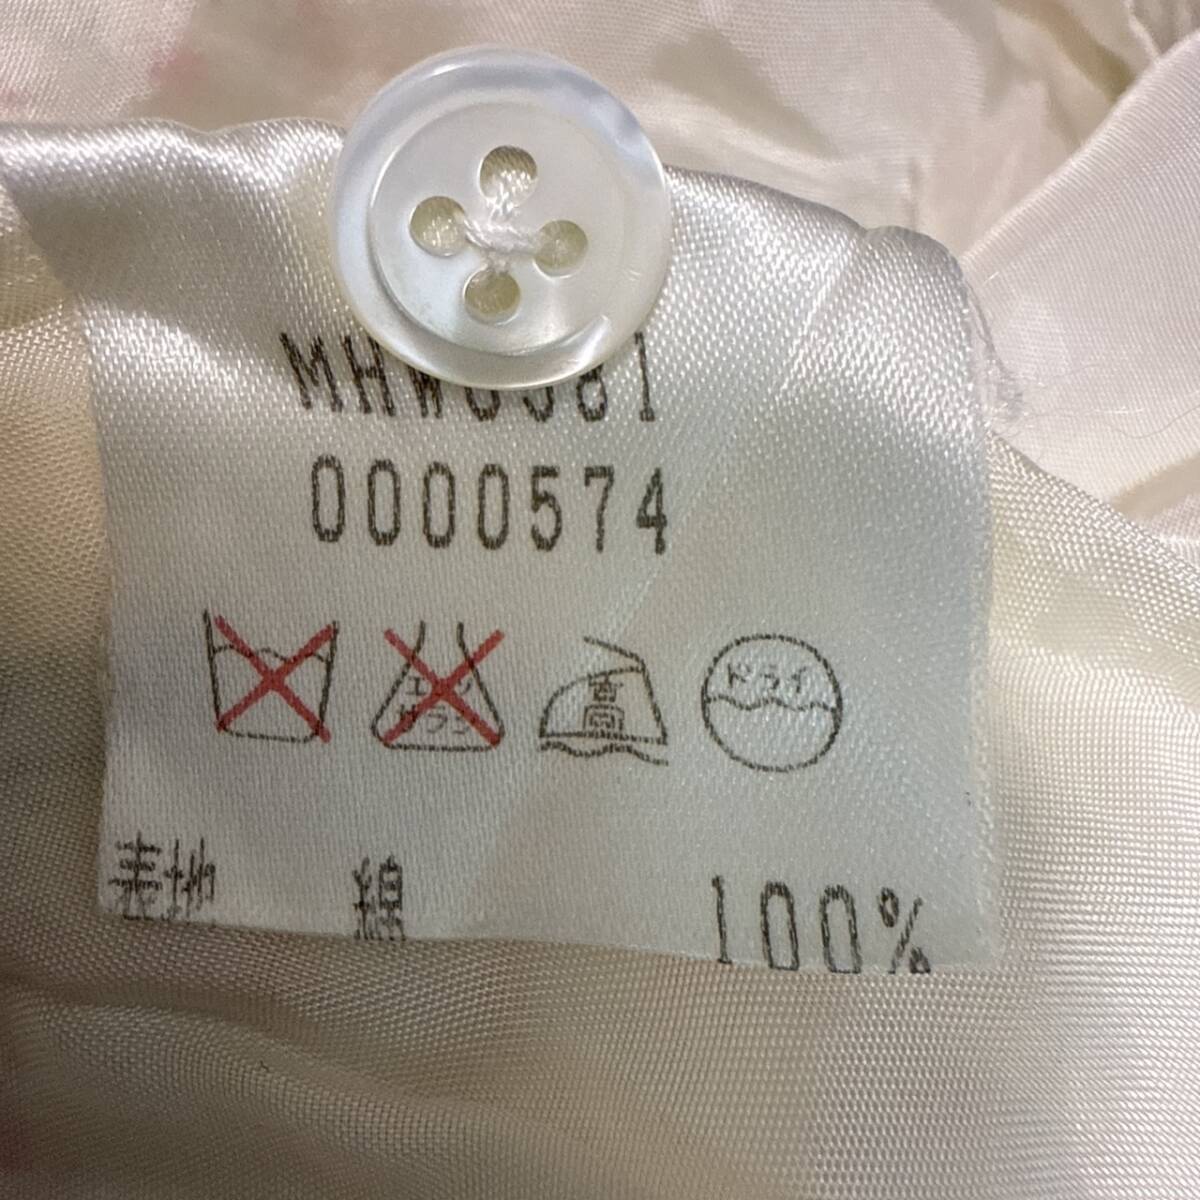 0000574
エンソサラシ
高
ドライ
表地 綿 100%